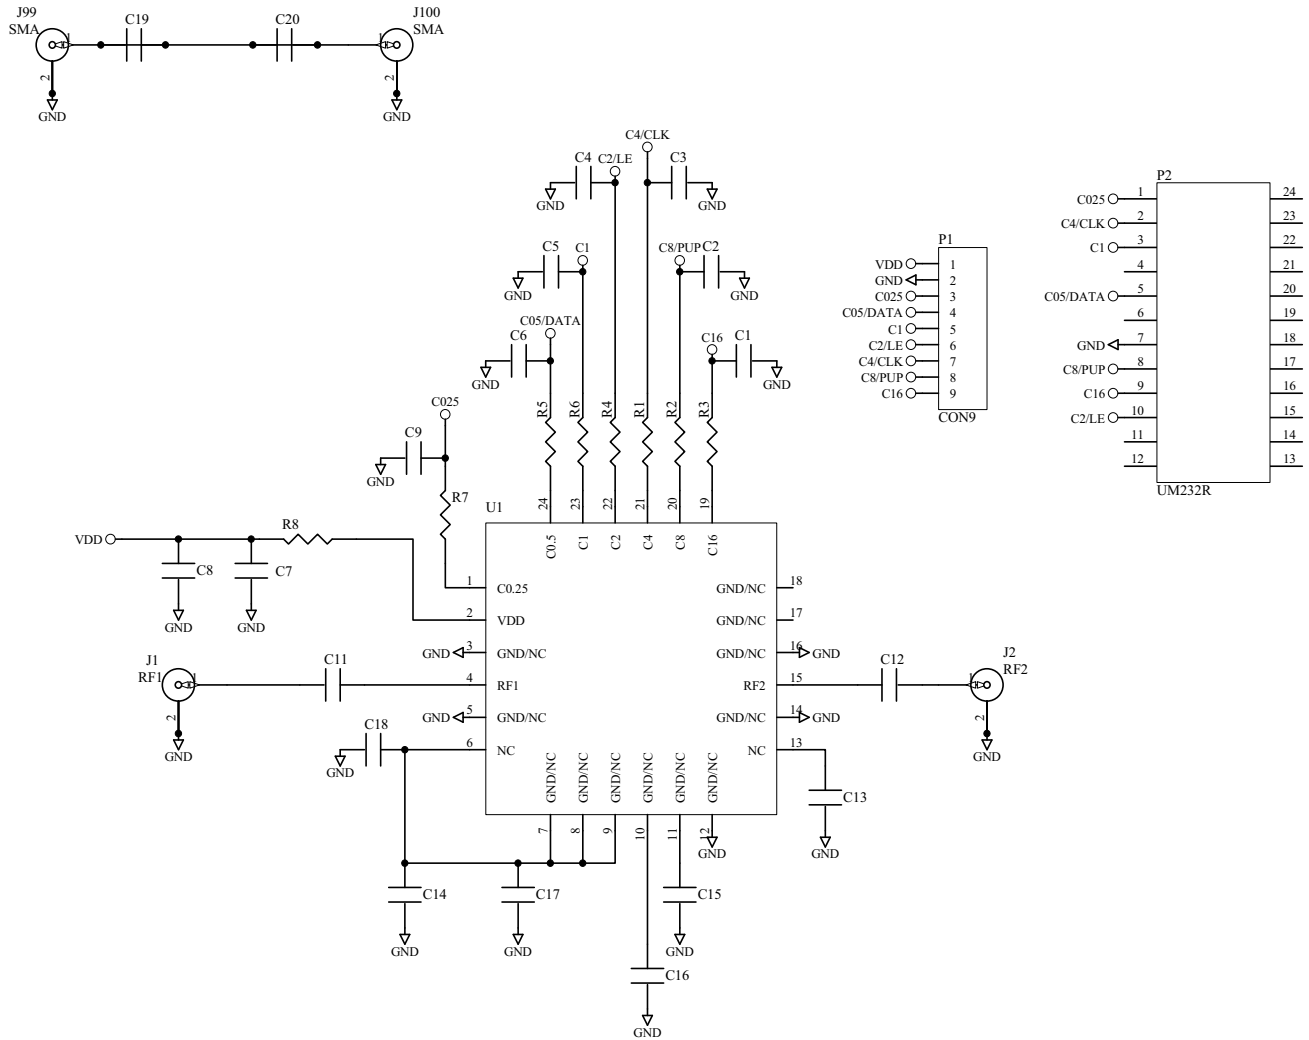 J99
SMA
1
2
GND
C19
C20
J100
SMA
1
2
GND
C4/CLK
C4
C2/LE
C3
GND
GND
C5
C1
C8/PUP
C2
GND
GND
C05/DATA
C6
C16
C1
GND
GND
C025
C9
GND
R5
R6
R4
R1
R2
R3
R7
R8
VDD
C8
C7
GND
GND
U1
24
23
22
21
20
19
C0.5
C1
C2
C4
C8
C16
1
C0.25
2
VDD
GND
3
GND/NC
4
RF1
GND
5
GND/NC
6
NC
GND/NC
18
GND/NC
17
GND/NC
16
GND
RF2
15
GND/NC
14
GND
NC
13
GND/NC
GND/NC
GND/NC
GND/NC
GND/NC
GND/NC
7
8
9
10
11
12
GND
J1
RF1
1
2
GND
C11
C18
GND
C12
J2
RF2
1
2
GND
C13
GND
C14
GND
C17
GND
C15
GND
C16
GND
P1
VDD 1
GND 2
C025 3
C05/DATA 4
C1 5
C2/LE 6
C4/CLK 7
C8/PUP 8
C16 9
CON9
P2
C025 1 24
C4/CLK 2 23
C1 3 22
4 21
C05/DATA 5 20
6 19
GND 7 18
C8/PUP 8 17
C16 9 16
C2/LE 10 15
11 14
12 13
UM232R